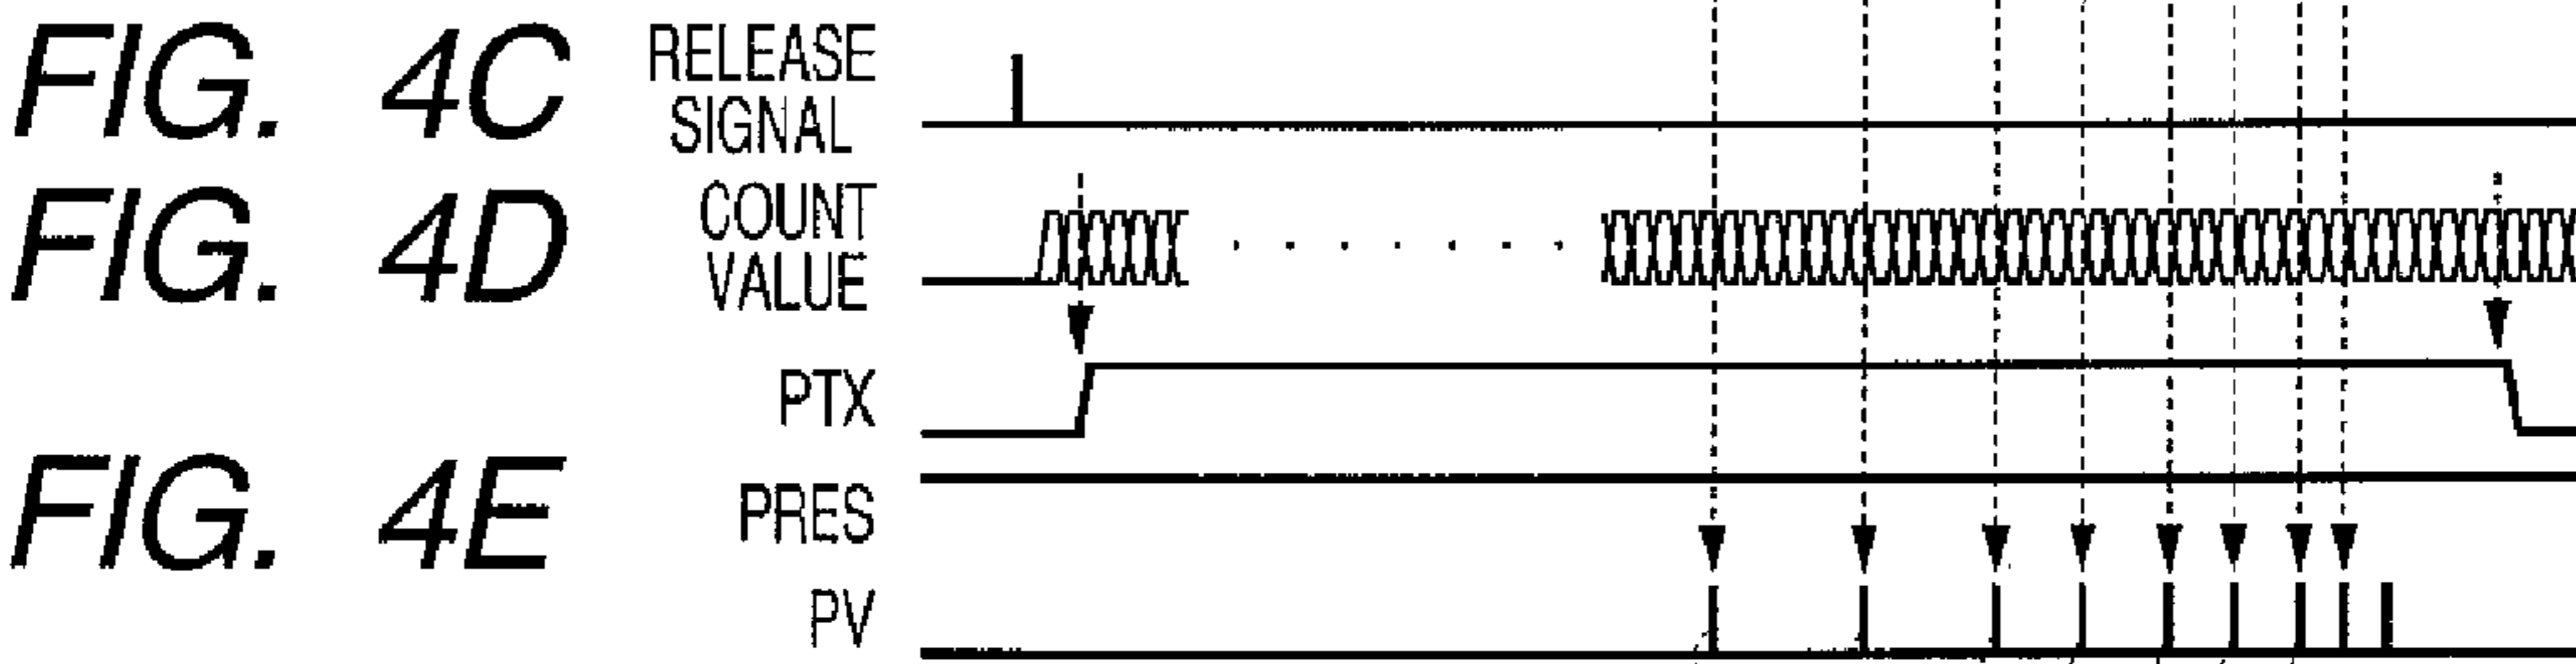 FIG. 4C
RELEASE
SIGNAL
FIG. 4D
COUNT
VALUE
PTX
FIG. 4E
PRES
PV